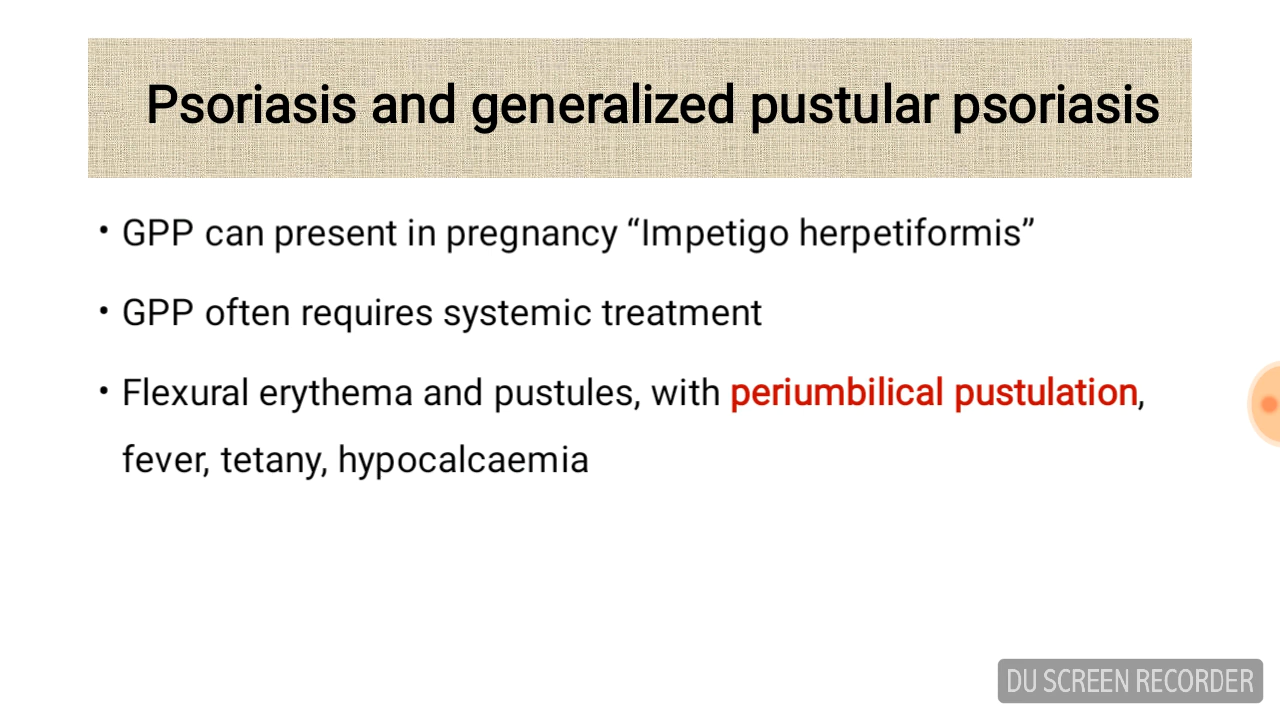 Psoriasis and generalized pustular psoriasis
• GPP can present in pregnancy “Impetigo herpetiformis”
• GPP often requires systemic treatment
• Flexural erythema and pustules, with periumbilical pustulation,
fever, tetany, hypocalcaemia
DU SCREEN RECORDER